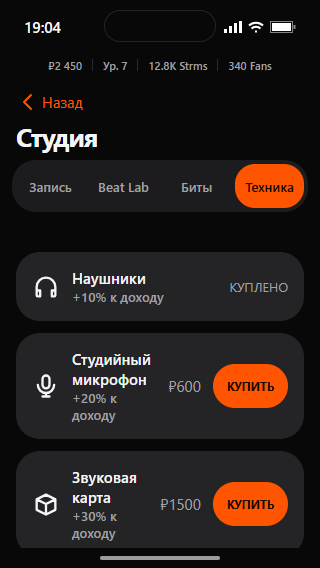 19:04
₽2 450 Ур. 7 12.8K Strms 340 Fans
Назад
Студия
Запись Beat Lab Биты Техника
Наушники
+10% к доходу
КУПЛЕНО
Студийный
микрофон
+20% к
доходу
₽600
КУПИТЬ
Звуковая
карта
+30% к
доходу
₽1500
КУПИТЬ